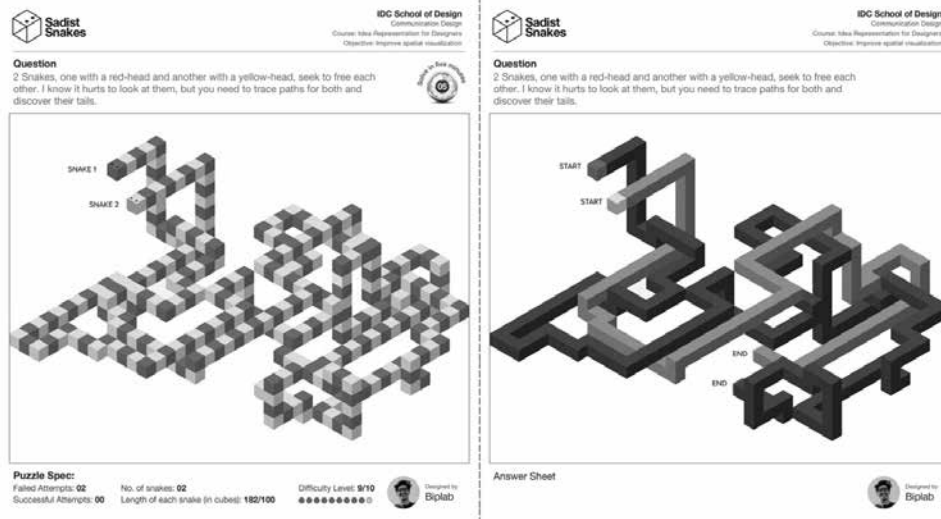 Sadist
Snakes
IDC School of Design
Communication Design
Course: Idea Representation for Designers
Objective: Improve spatial visualization
Question
2 Snakes, one with a red-head and another with a yellow-head, seek to free each
other. I know it hurts to look at them, but you need to trace paths for both and
discover their tails.
Solve in five minutes
05
SNAKE 1
SNAKE 2
Puzzle Spec:
Failed Attempts: 02
Successful Attempts: 00
No. of snakes: 02
Length of each snake (in cubes): 182/100
Difficulty Level: 9/10
Designed by
Biplab
Sadist
Snakes
IDC School of Design
Communication Design
Course: Idea Representation for Designers
Objective: Improve spatial visualization
Question
2 Snakes, one with a red-head and another with a yellow-head, seek to free each
other. I know it hurts to look at them, but you need to trace paths for both and
discover their tails.
START
START
END
END
Answer Sheet
Designed by
Biplab